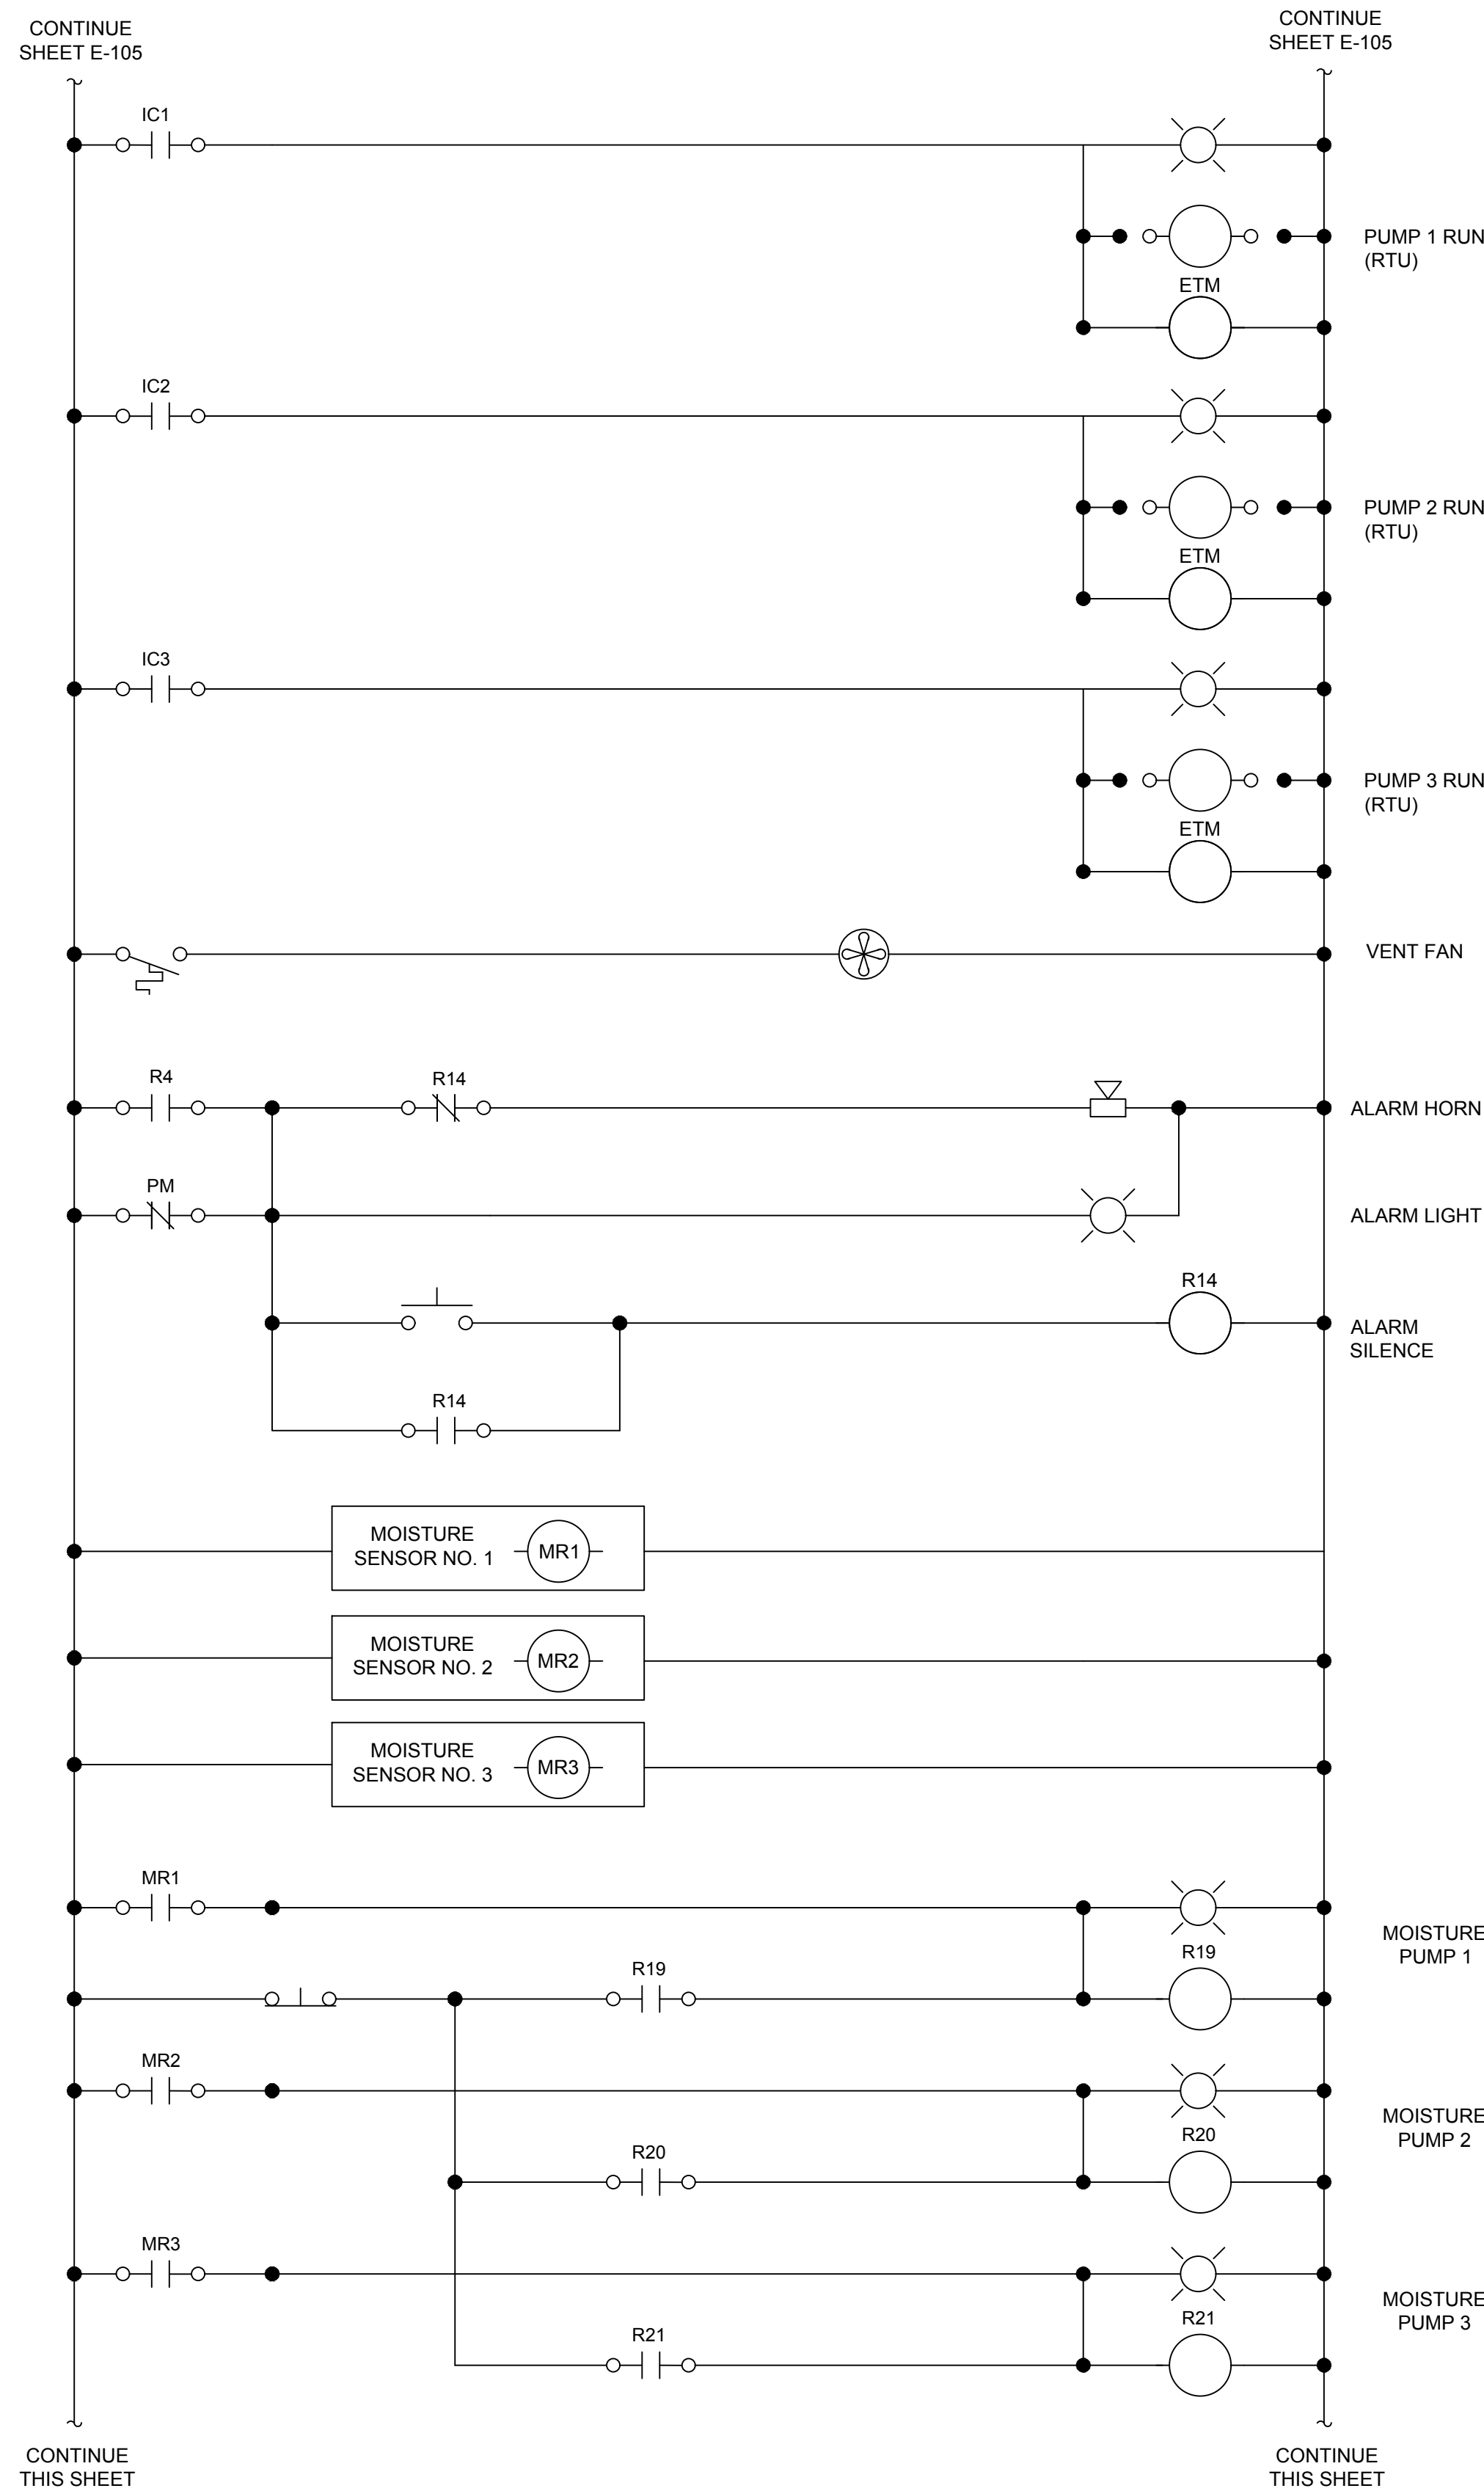 CONTINUE
SHEET E-105
CONTINUE
SHEET E-105
IC1
PUMP 1 RUN
(RTU)
ETM
IC2
PUMP 2 RUN
(RTU)
ETM
IC3
PUMP 3 RUN
(RTU)
ETM
VENT FAN
R4
R14
ALARM HORN
PM
ALARM LIGHT
R14
ALARM
SILENCE
R14
MOISTURE
SENSOR NO. 1
MR1
MOISTURE
SENSOR NO. 2
MR2
MOISTURE
SENSOR NO. 3
MR3
MR1
MOISTURE
PUMP 1
R19
R19
MR2
MOISTURE
PUMP 2
R20
R20
MR3
MOISTURE
PUMP 3
R21
R21
CONTINUE
THIS SHEET
CONTINUE
THIS SHEET